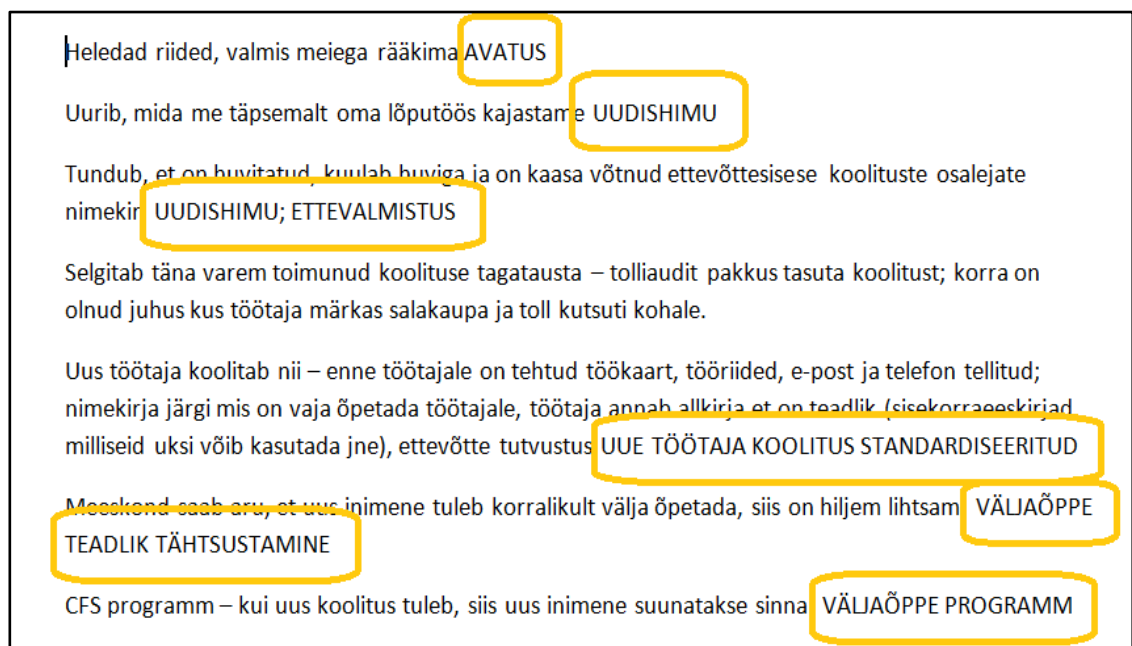 Heledad riided, valmis meiega rääkima AVATUS
Uurib, mida me täpsemalt oma lõputöös kajastame UUDISHIMU
Tundub, et on huvitatud, kuulab huviga ja on kaasa võtnud ettevõttesisese koolituste osalejate
nimekir UUDISHIMU; ETTEVALMISTUS
Selgitab täna varem toimunud koolituse tagatausta – tolliaudit pakkus tasuta koolitust; korra on
olnud juhus kus töötaja märkas salakaupa ja toll kutsuti kohale.
Uus töötaja koolitab nii – enne töötajale on tehtud töökaart, tööriided, e-post ja telefon tellitud;
nimekirja järgi mis on vaja õpetada töötajale, töötaja annab allkirja et on teadlik (sisekorraeeskirjad
milliseid uksi võib kasutada jne), ettevõtte tutvustus UUE TÖÖTAJA KOOLITUS STANDARDISEERITUD
Meeskond saab aru, et uus inimene tuleb korralikult välja õpetada, siis on hiljem lihtsam VÄLJAÕPPE
TEADLIK TÄHTSUSTAMINE
CFS programm – kui uus koolitus tuleb, siis uus inimene suunatakse sinna VÄLJAÕPPE PROGRAMM